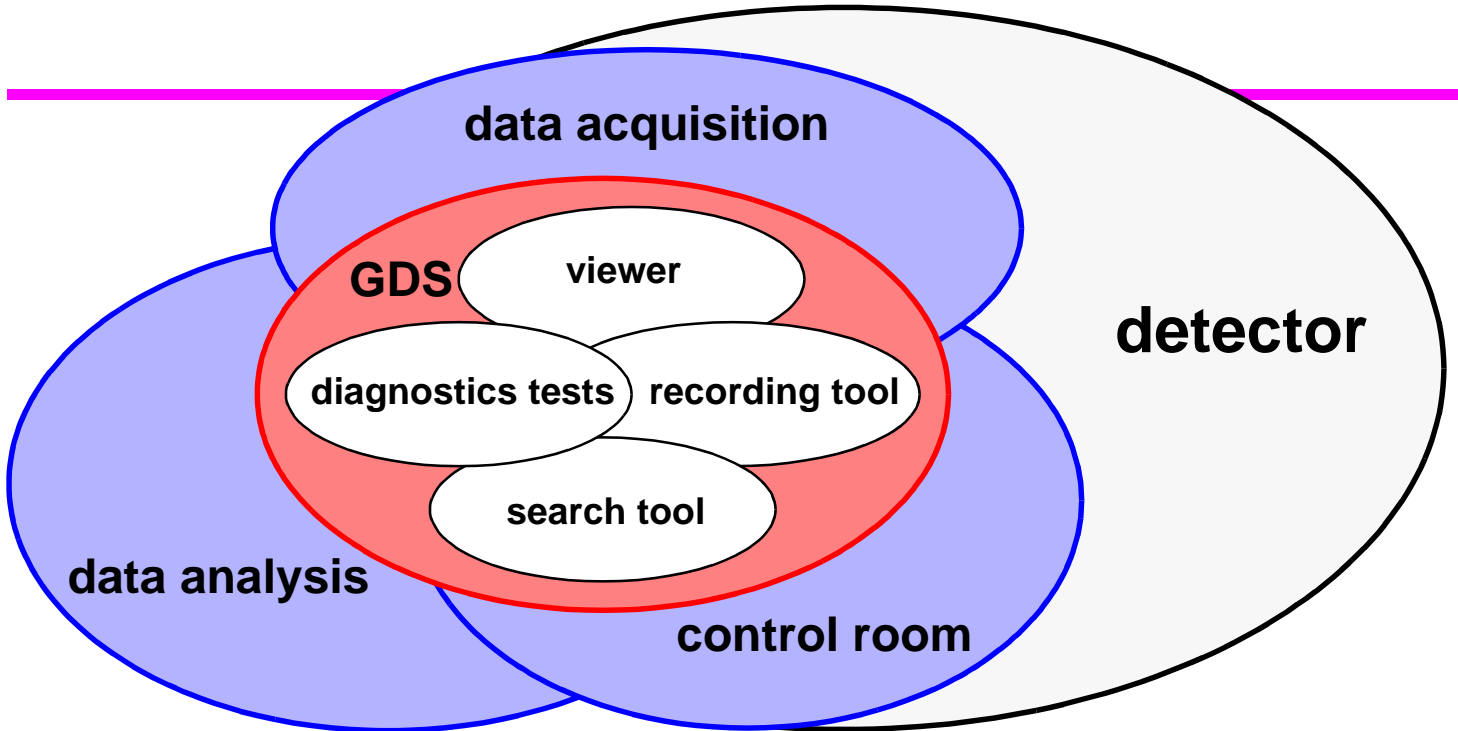 data acquisition
GDS
viewer
detector
diagnostics tests
recording tool
search tool
data analysis
control room